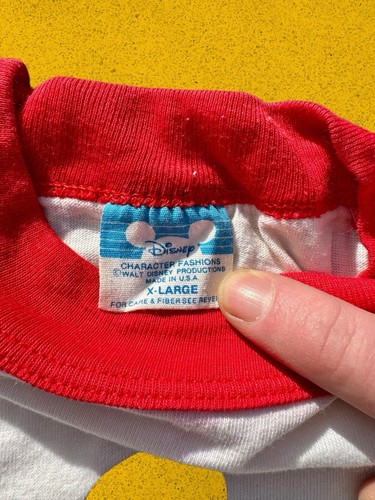 Disney
CHARACTER FASHIONS
©WALT DISNEY PRODUCTIONS
MADE IN U.S.A.
X-LARGE
FOR CARE & FIBER SEE REVE